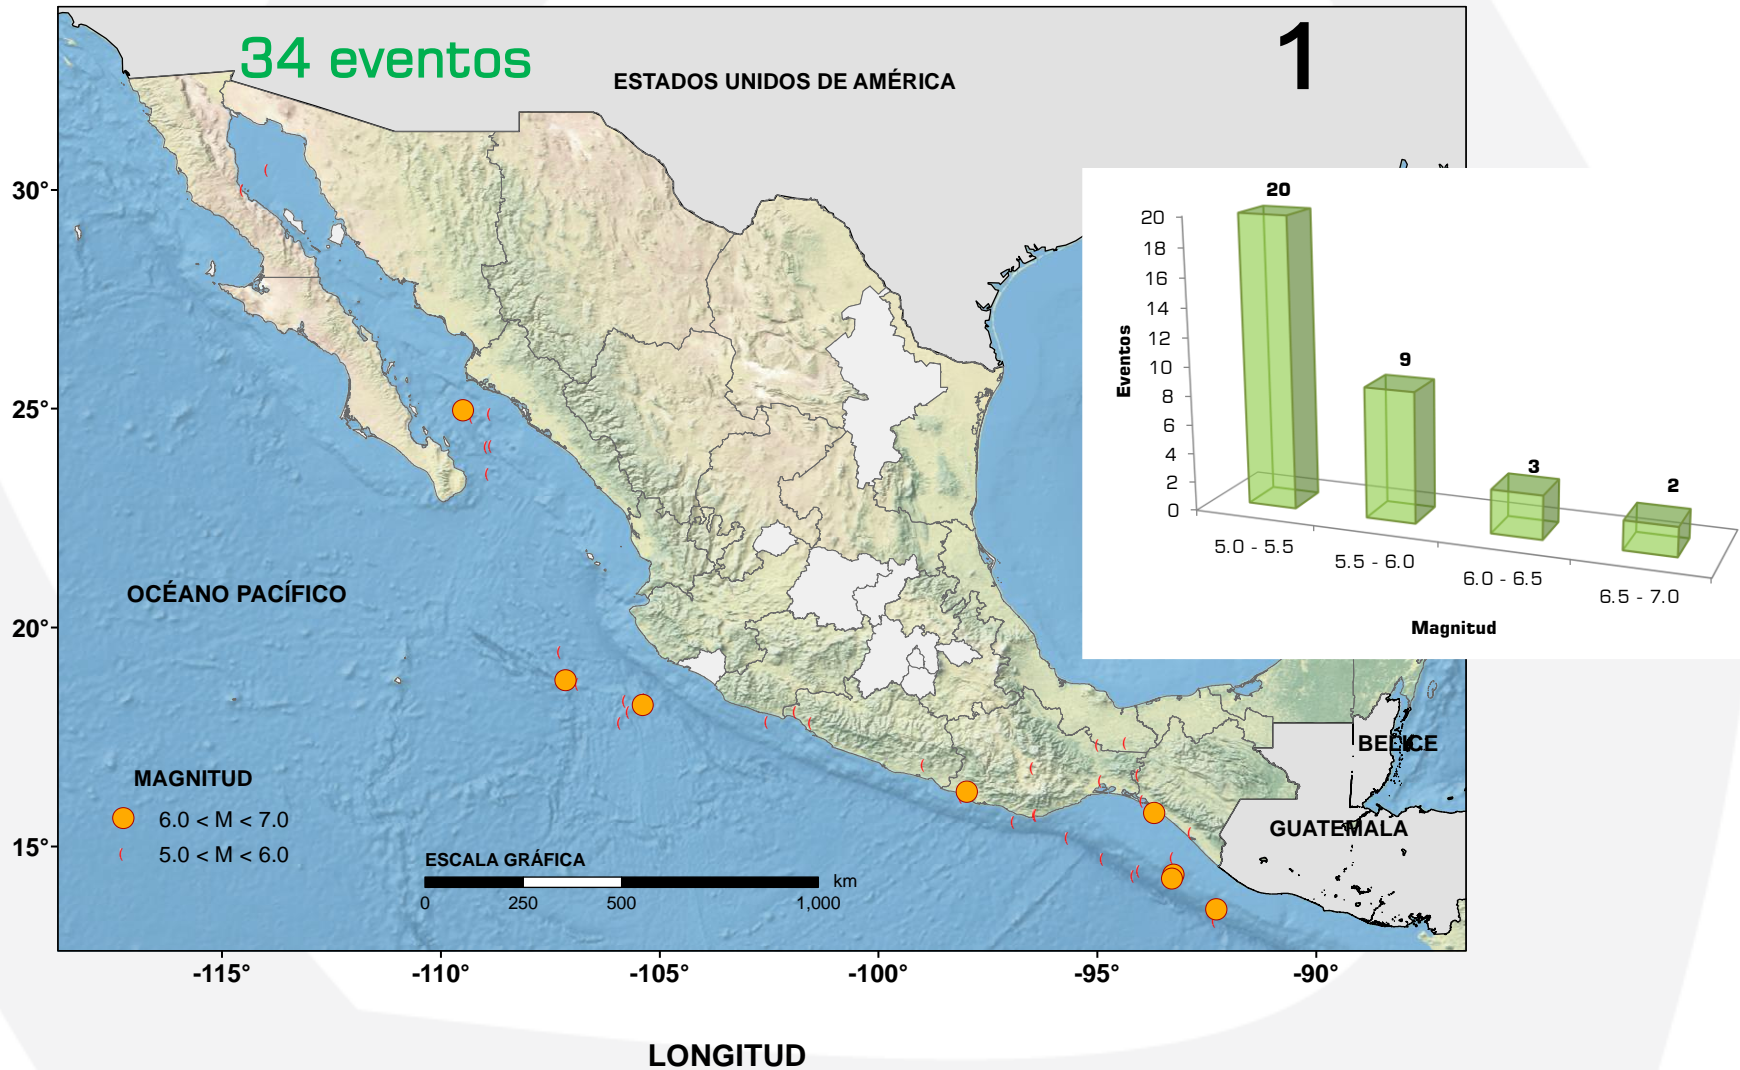 34 eventos
1
ESTADOS UNIDOS DE AMÉRICA
30°
25°
20°
15°
OCÉANO PACÍFICO
MAGNITUD
6.0 < M < 7.0
5.0 < M < 6.0
ESCALA GRÁFICA
km
0 250 500 1,000
BELICE
GUATEMALA
-115° -110° -105° -100° -95° -90°
LONGITUD
Eventos
20
18
16
14
12
10
8
6
4
2
0
20
9
3
2
5.0 - 5.5
5.5 - 6.0
6.0 - 6.5
6.5 - 7.0
Magnitud